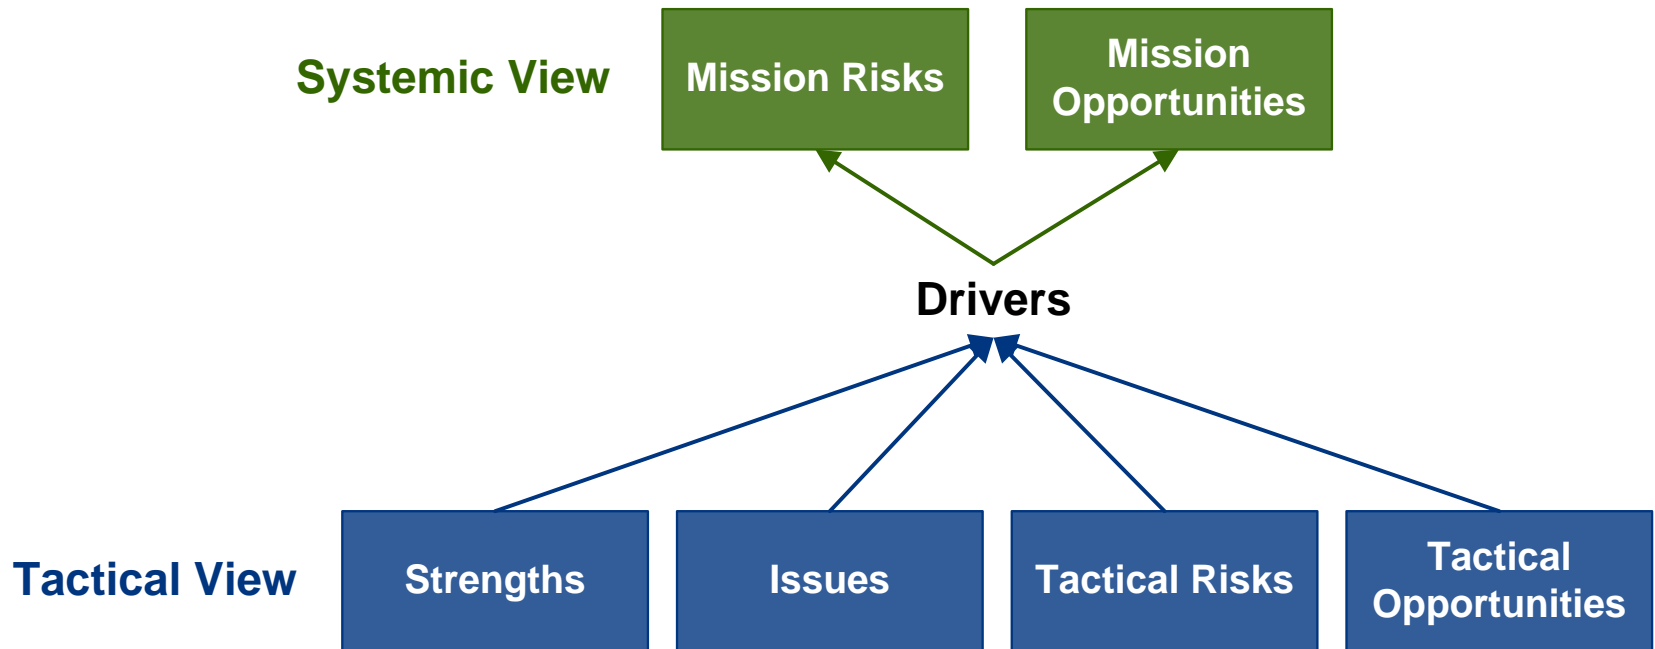 Systemic View
Mission Risks
Mission
Opportunities
Drivers
Tactical View
Strengths
Issues
Tactical Risks
Tactical
Opportunities